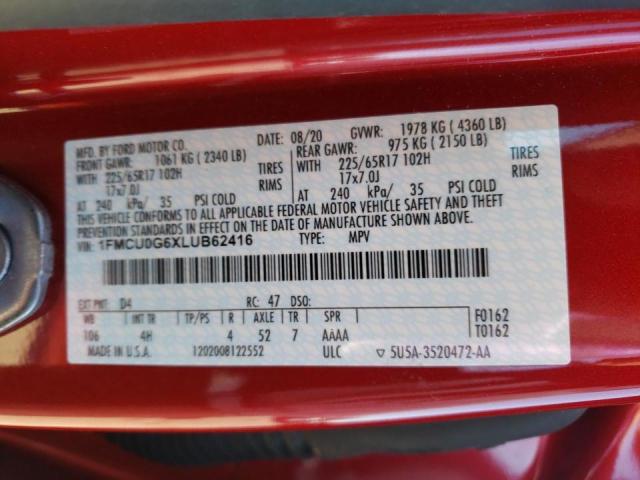 MFD. BY FORD MOTOR CO. DATE: 08/20 GVWR: 1978 KG ( 4360 LB)
FRONT GAWR: 1061 KG ( 2340 LB) REAR GAWR: 975 KG ( 2150 LB)
WITH 225/65R17 102H TIRES WITH 225/65R17 102H TIRES
17x7.0J RIMS 17x7.0J RIMS
AT 240 kPa/ 35 PSI COLD AT 240 kPa/ 35 PSI COLD
THIS VEHICLE CONFORMS TO ALL APPLICABLE FEDERAL MOTOR VEHICLE SAFETY AND THEFT
PREVENTION STANDARDS IN EFFECT ON THE DATE OF MANUFACTURE SHOWN ABOVE.
VIN: 1FMCU0G6XLUB62416 TYPE: MPV
EXT PNT: D4 RC: 47 DSO:
WB INT TR TP/PS R AXLE TR SPR F0162
106 4H 4 52 7 AAAA T0162
MADE IN U.S.A. 1202008122552 ULC ▽ 5U5A-3520472-AA